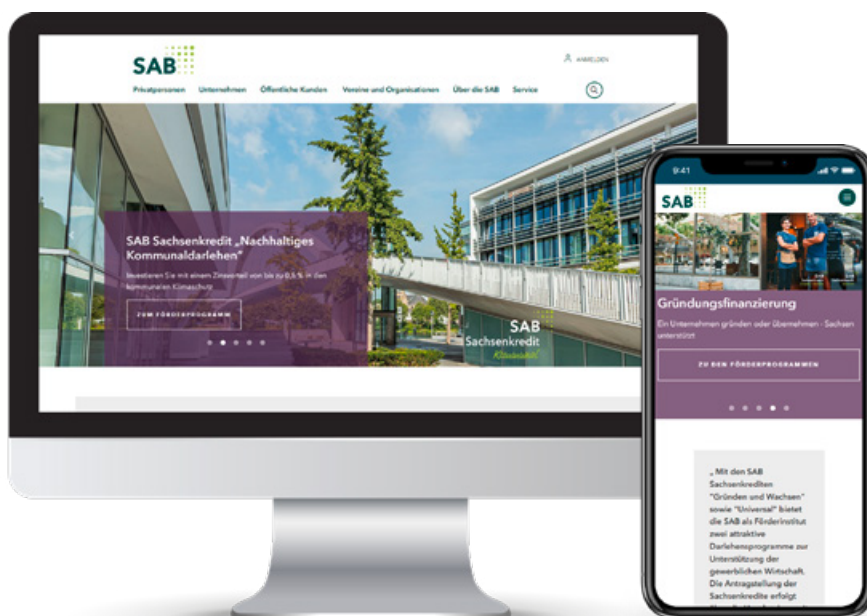 SAB
ANMELDEN
Privatpersonen Unternehmen Öffentliche Kunden Vereine und Organisationen Über die SAB Service
SAB Sachsenkredit „Nachhaltiges
Kommunaldarlehen“
Investieren Sie mit einem Zinsvorteil von bis zu 0,5 % in den
kommunalen Klimaschutz
ZUM FÖRDERPROGRAMM
SAB
Sachsenkredit
9:41
SAB
Gründungsfinanzierung
Ein Unternehmen gründen oder übernehmen - Sachsen
unterstützt
ZU DEN FÖRDERPROGRAMMEN
„ Mit den SAB
Sachsenkrediten
"Gründen und Wachsen"
sowie "Universal" bietet
die SAB als Förderinstitut
zwei attraktive
Darlehensprogramme zur
Unterstützung der
gewerblichen Wirtschaft.
Die Antragstellung der
Sachsenkredite erfolgt